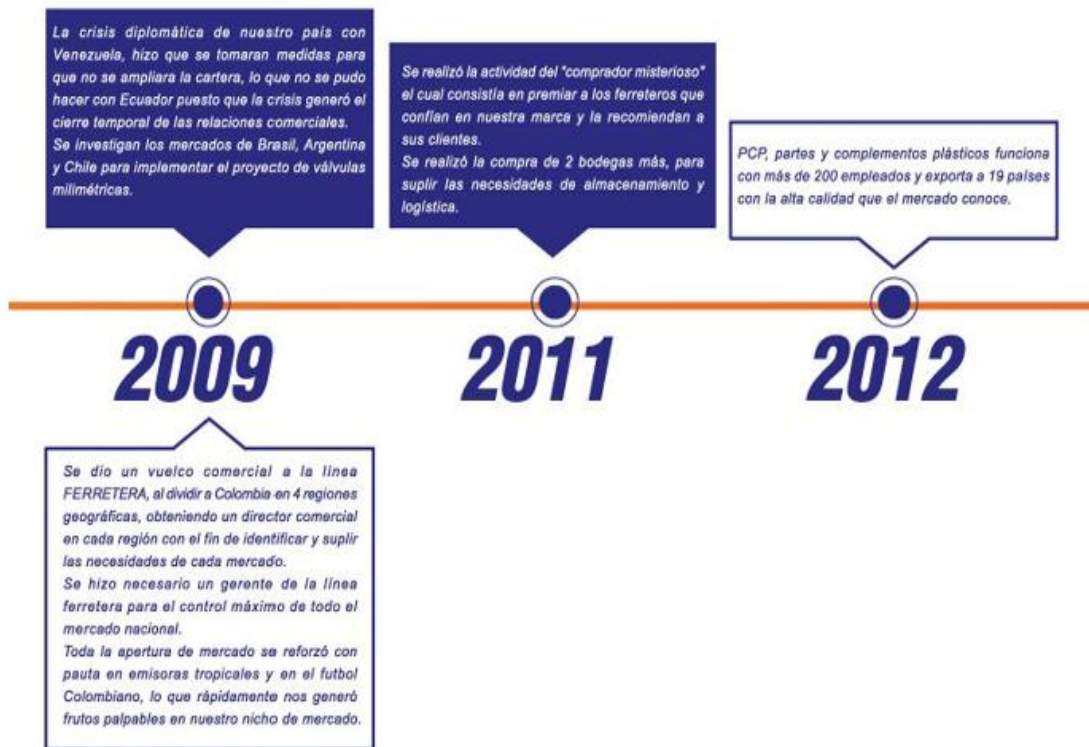 La crisis diplomática de nuestro país con
Venezuela, hizo que se tomaran medidas para
que no se ampliara la cartera, lo que no se pudo
hacer con Ecuador puesto que la crisis generó el
cierre temporal de las relaciones comerciales.
Se investigan los mercados de Brasil, Argentina
y Chile para implementar el proyecto de válvulas
milimétricas.
Se realizó la actividad del "comprador misterioso"
el cual consistía en premiar a los ferreteros que
confían en nuestra marca y la recomiendan a
sus clientes.
Se realizó la compra de 2 bodegas más, para
suplir las necesidades de almacenamiento y
logística.
PCP, partes y complementos plásticos funciona
con más de 200 empleados y exporta a 19 países
con la alta calidad que el mercado conoce.
2009
2011
2012
Se dio un vuelco comercial a la línea
FERRETERA, al dividir a Colombia en 4 regiones
geográficas, obteniendo un director comercial
en cada región con el fin de identificar y suplir
las necesidades de cada mercado.
Se hizo necesario un gerente de la línea
ferretera para el control máximo de todo el
mercado nacional.
Toda la apertura de mercado se reforzó con
pauta en emisoras tropicales y en el futbol
Colombiano, lo que ràpidamente nos generó
frutos palpables en nuestro nicho de mercado.